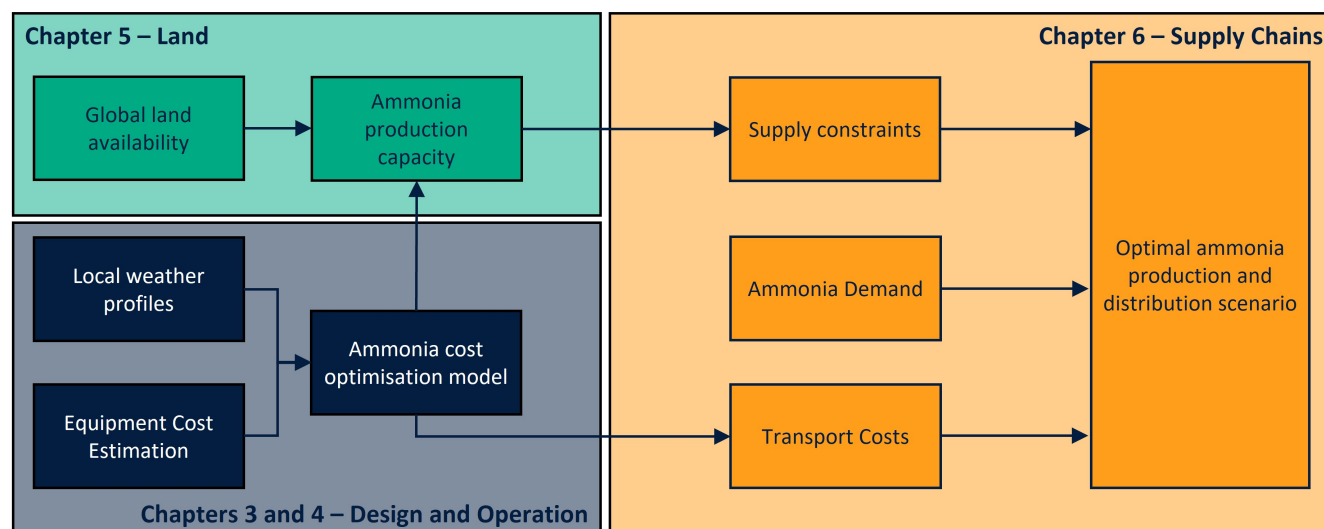 Chapter 5 – Land
Global land
availability
Ammonia
production
capacity
Local weather
profiles
Equipment Cost
Estimation
Ammonia cost
optimisation model
Chapters 3 and 4 – Design and Operation
Chapter 6 – Supply Chains
Supply constraints
Ammonia Demand
Transport Costs
Optimal ammonia
production and
distribution scenario